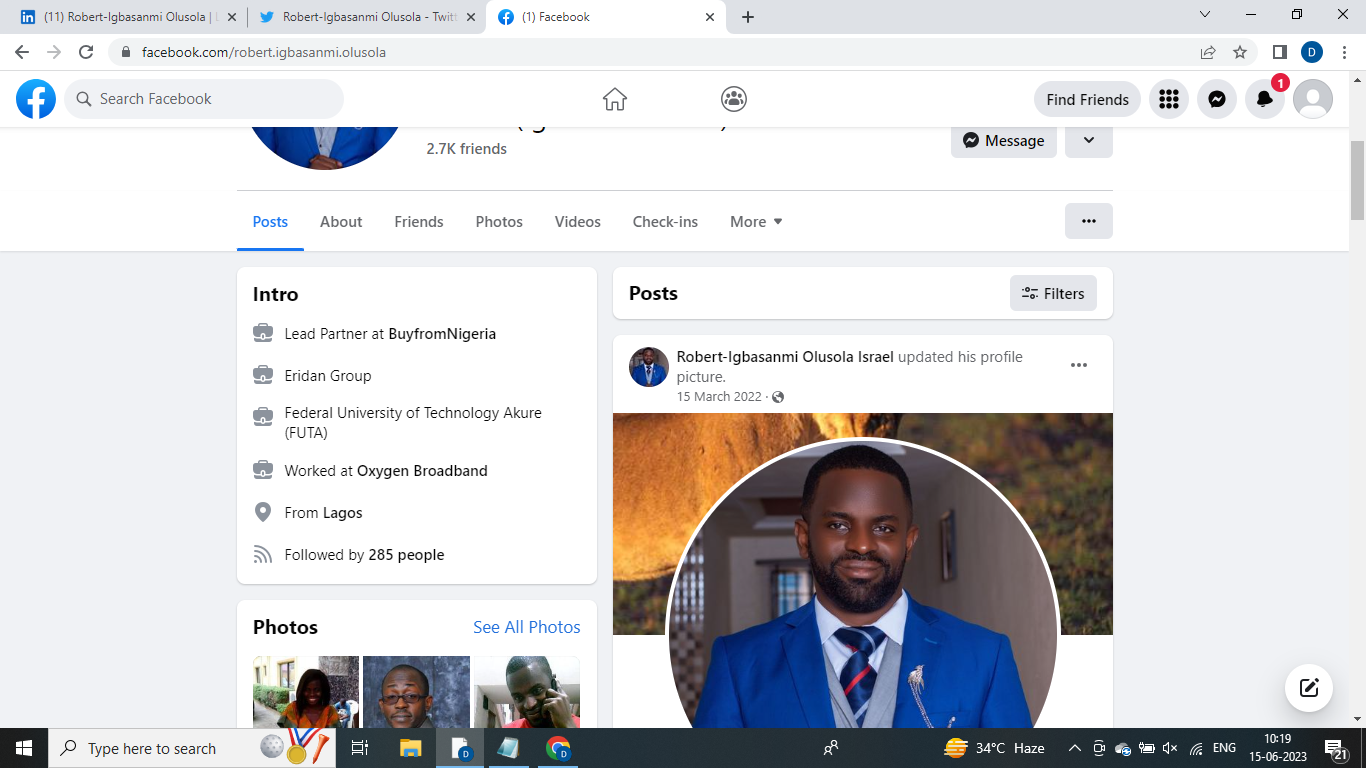 (11) Robert-Igbasanmi Olusola |
Robert-Igbasanmi Olusola - Twitt
(1) Facebook
facebook.com/robert.igbasanmi.olusola
D
Search Facebook
Find Friends
1
2.7K friends
Message
Posts
About
Friends
Photos
Videos
Check-ins
More
Intro
Lead Partner at BuyfromNigeria
Eridan Group
Federal University of Technology Akure
(FUTA)
Worked at Oxygen Broadband
From Lagos
Followed by 285 people
Photos
See All Photos
Posts
Filters
Robert-Igbasanmi Olusola Israel updated his profile
picture.
15 March 2022 ·
Type here to search
D
D
D
34°C Haze
ENG
10:19
15-06-2023
21